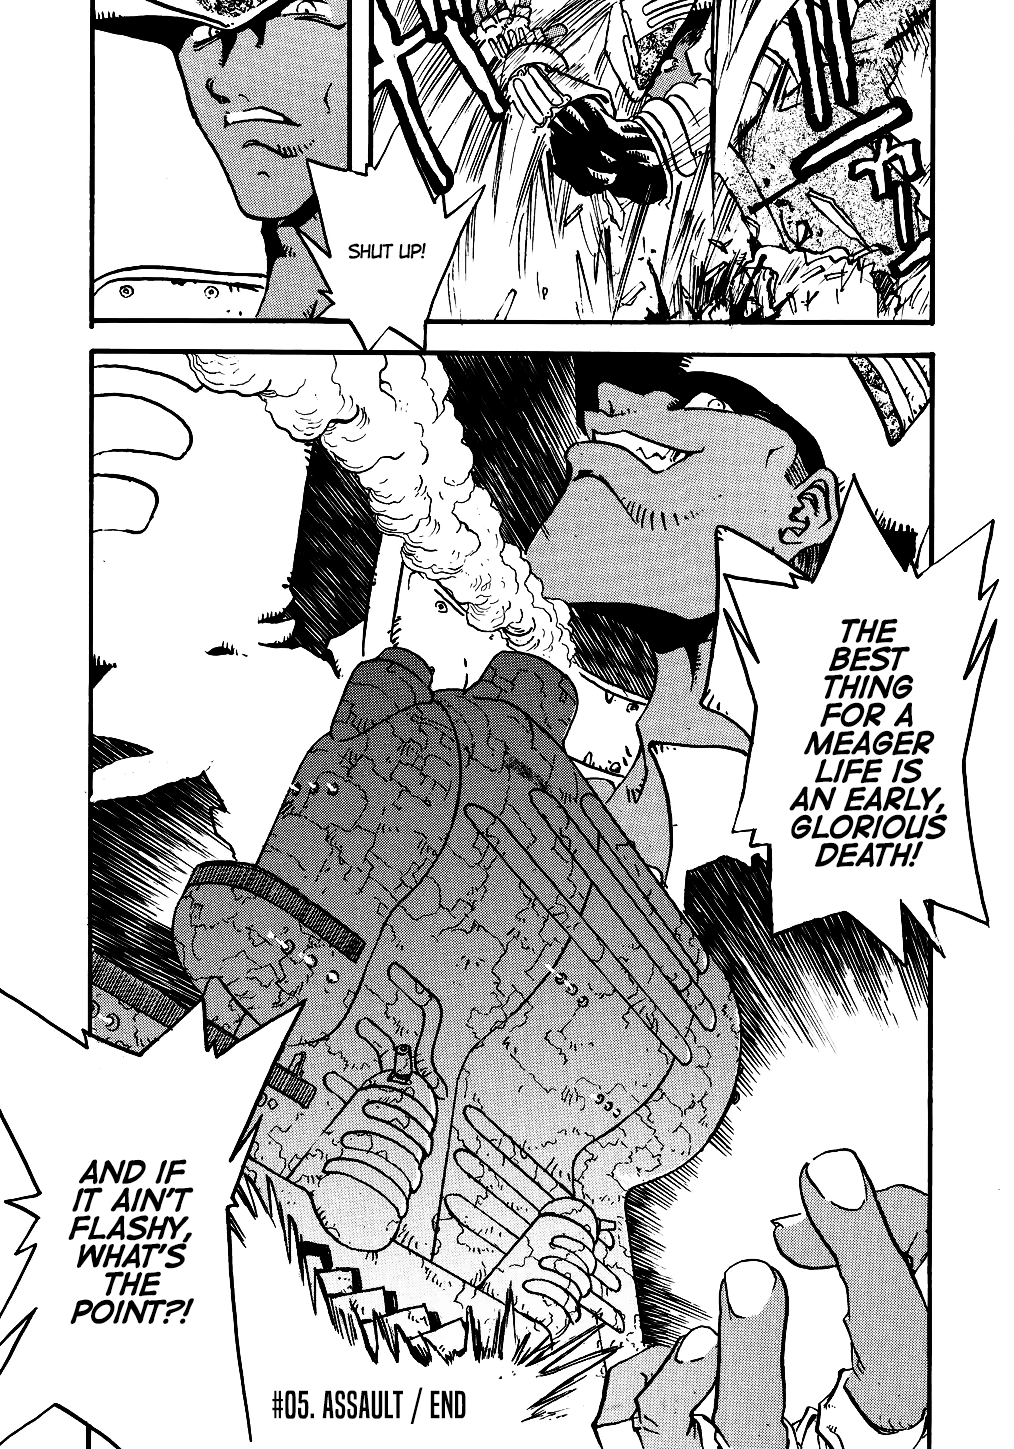 SHUT UP!
THE
BEST
THING
FOR A
MEAGER
LIFE IS
AN EARLY,
GLORIOUS
DEATH!
AND IF
IT AIN'T
FLASHY,
WHAT'S
THE
POINT?!
#05. ASSAULT / END